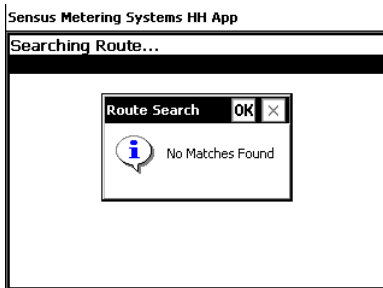 Sensus Metering Systems HH App
Searching Route...
Route Search OK
No Matches Found